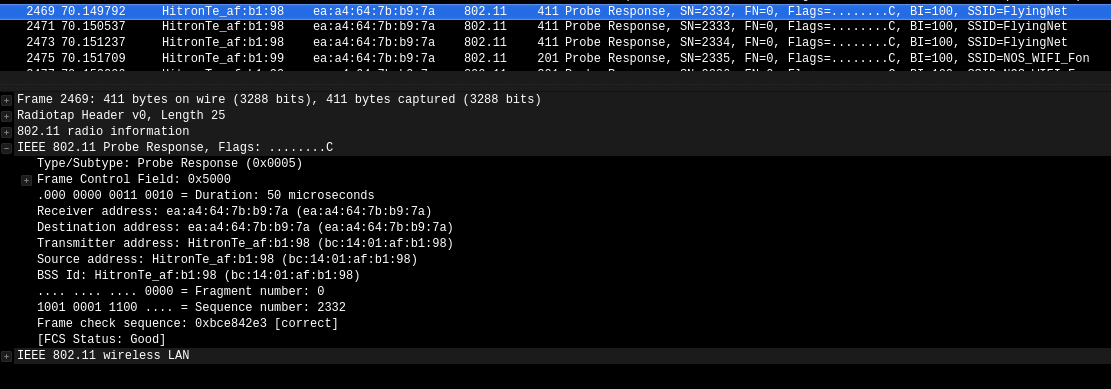 2469 70.149792 HitronTe_af:b1:98 ea:a4:64:7b:b9:7a 802.11 411 Probe Response, SN=2332, FN=0, Flags=........C, BI=100, SSID=FlyingNet
2471 70.150537 HitronTe_af:b1:98 ea:a4:64:7b:b9:7a 802.11 411 Probe Response, SN=2333, FN=0, Flags=........C, BI=100, SSID=FlyingNet
2473 70.151237 HitronTe_af:b1:98 ea:a4:64:7b:b9:7a 802.11 411 Probe Response, SN=2334, FN=0, Flags=........C, BI=100, SSID=FlyingNet
2475 70.151709 HitronTe_af:b1:99 ea:a4:64:7b:b9:7a 802.11 201 Probe Response, SN=2335, FN=0, Flags=........C, BI=100, SSID=NOS_WIFI_Fon
Frame 2469: 411 bytes on wire (3288 bits), 411 bytes captured (3288 bits)
Radiotap Header v0, Length 25
802.11 radio information
IEEE 802.11 Probe Response, Flags: ........C
Type/Subtype: Probe Response (0x0005)
Frame Control Field: 0x5000
.000 0000 0011 0010 = Duration: 50 microseconds
Receiver address: ea:a4:64:7b:b9:7a (ea:a4:64:7b:b9:7a)
Destination address: ea:a4:64:7b:b9:7a (ea:a4:64:7b:b9:7a)
Transmitter address: HitronTe_af:b1:98 (bc:14:01:af:b1:98)
Source address: HitronTe_af:b1:98 (bc:14:01:af:b1:98)
BSS Id: HitronTe_af:b1:98 (bc:14:01:af:b1:98)
.... .... .... 0000 = Fragment number: 0
1001 0001 1100 .... = Sequence number: 2332
Frame check sequence: 0xbce842e3 [correct]
[FCS Status: Good]
IEEE 802.11 wireless LAN